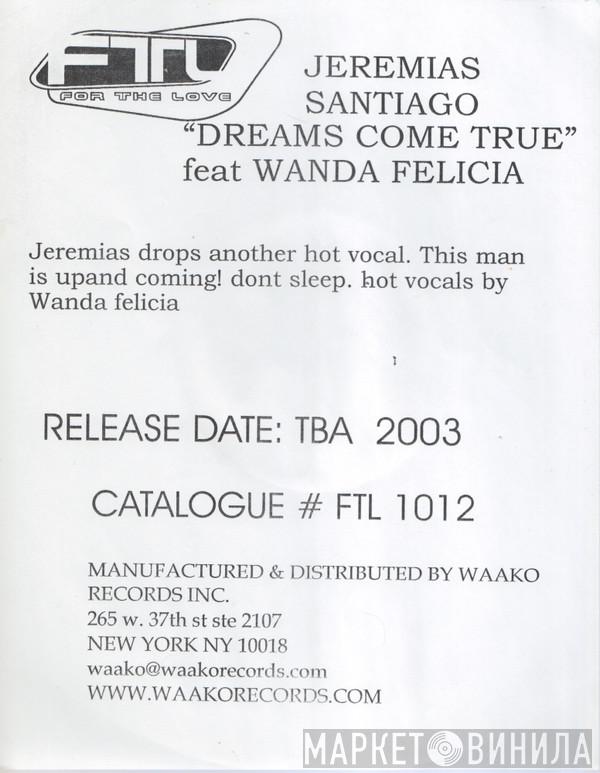 FTL
FOR THE LOVE
JEREMIAS
SANTIAGO
“DREAMS COME TRUE”
feat WANDA FELICIA
Jeremias drops another hot vocal. This man
is upand coming! dont sleep. hot vocals by
Wanda felicia
RELEASE DATE: TBA 2003
CATALOGUE # FTL 1012
MANUFACTURED & DISTRIBUTED BY WAAKO
RECORDS INC.
265 w. 37th st ste 2107
NEW YORK NY 10018
waako@waakorecords.com
WWW.WAAKORECORDS.COM
МАРКЕТ ВИНИЛА